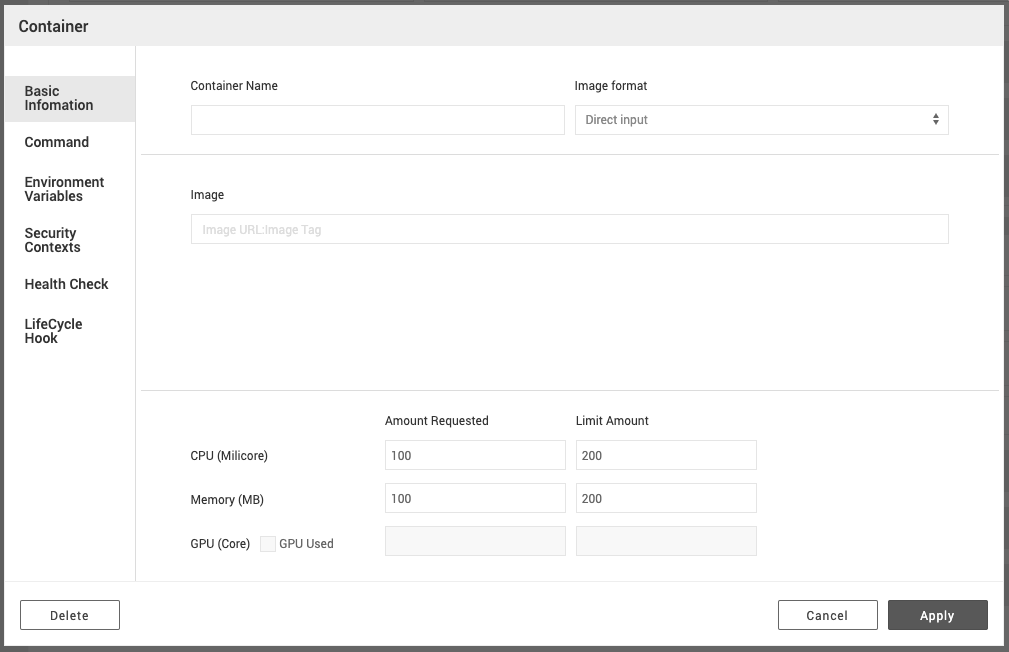 Container
Basic
Infomation
Command
Environment
Variables
Security
Contexts
Health Check
LifeCycle
Hook
Container Name
Image format
Direct input
Image
Image URL:Image Tag
Amount Requested
Limit Amount
CPU (Milicore)
100
200
Memory (MB)
100
200
GPU (Core)
GPU Used
Delete
Cancel
Apply